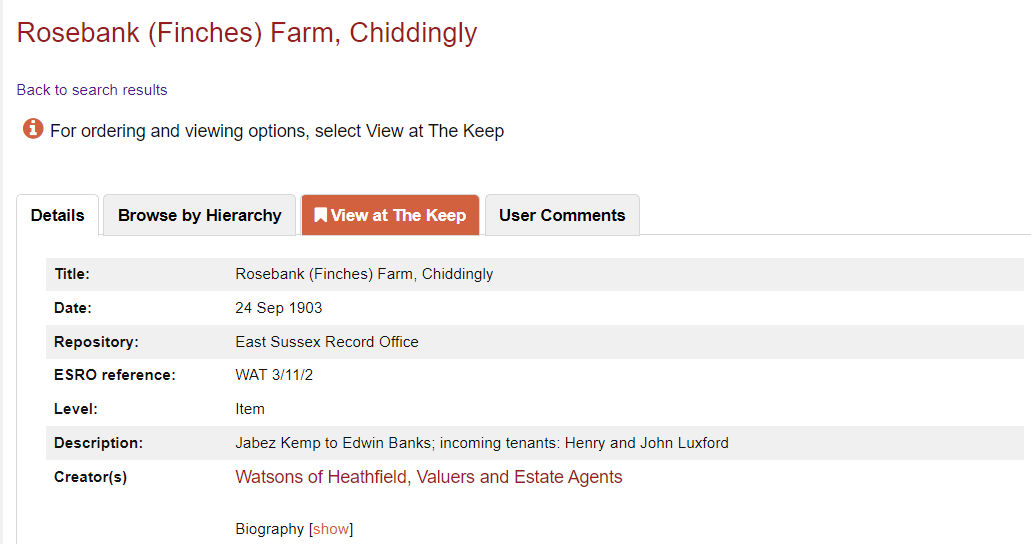 Rosebank (Finches) Farm, Chiddingly
Back to search results
For ordering and viewing options, select View at The Keep
Details Browse by Hierarchy View at The Keep User Comments
Title: Rosebank (Finches) Farm, Chiddingly
Date: 24 Sep 1903
Repository: East Sussex Record Office
ESRO reference: WAT 3/11/2
Level: Item
Description: Jabez Kemp to Edwin Banks; incoming tenants: Henry and John Luxford
Creator(s) Watsons of Heathfield, Valuers and Estate Agents
Biography [show]